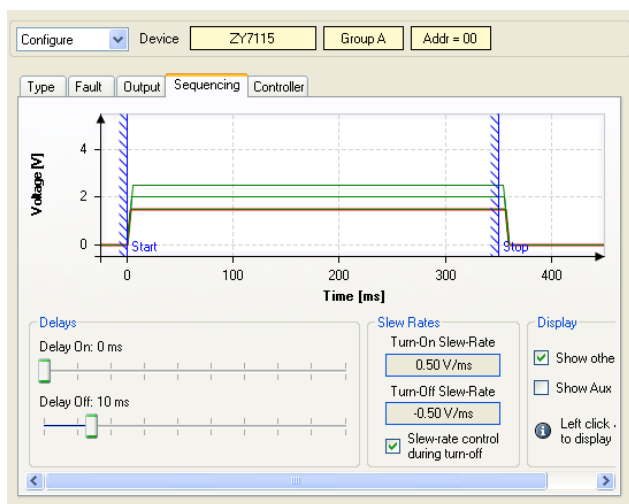 Configure Device ZY7115 Group A Addr = 00
Type Fault Output Sequencing Controller
Voltage [V]
4
2
0
Start Stop
0 100 200 300 400
Time [ms]
Delays
Delay On: 0 ms
Delay Off: 10 ms
Slew Rates
Turn-On Slew-Rate
0.50 V/ms
Turn-Off Slew-Rate
-0.50 V/ms
Slew-rate control
during turn-off
Display
Show othe
Show Aux
Left click
to display